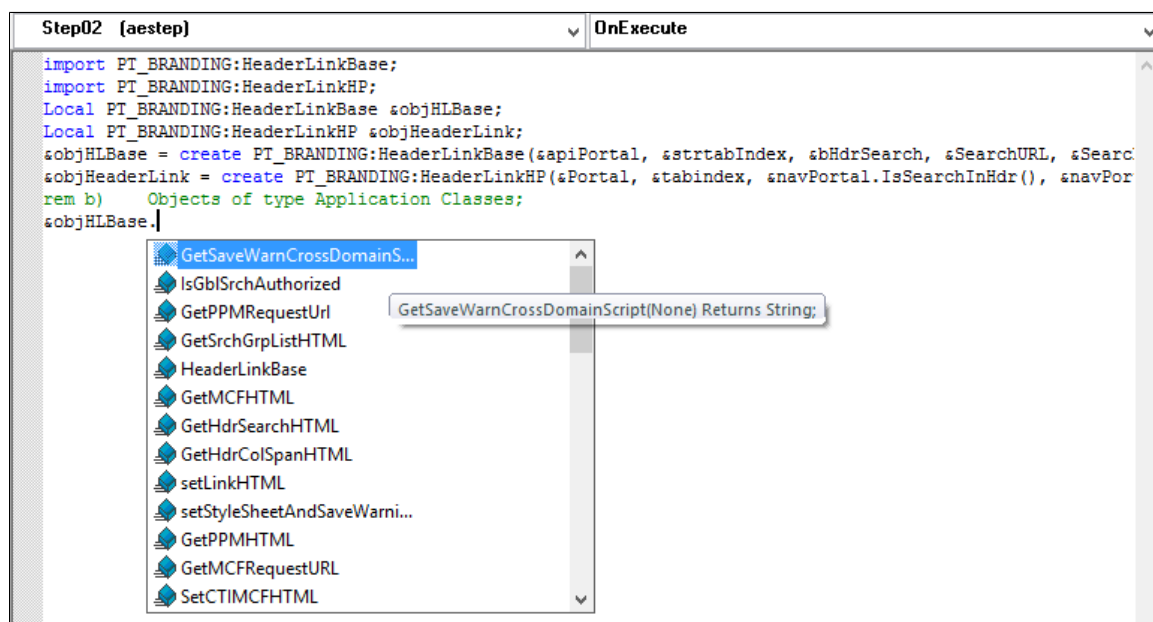 Step02 (aestep) OnExecute
import PT_BRANDING:HeaderLinkBase;
import PT_BRANDING:HeaderLinkHP;
Local PT_BRANDING:HeaderLinkBase &objHLBase;
Local PT_BRANDING:HeaderLinkHP &objHeaderLink;
&objHLBase = create PT_BRANDING:HeaderLinkBase(&apiPortal, &strtabIndex, &bHdrSearch, &SearchURL, &Searc
&objHeaderLink = create PT_BRANDING:HeaderLinkHP(&Portal, &tabindex, &navPortal.IsSearchInHdr(), &navPor
rem b) Objects of type Application Classes;
&objHLBase.
GetSaveWarnCrossDomainS...
IsGblSrchAuthorized
GetPPMRequestUrl
GetSaveWarnCrossDomainScript(None) Returns String;
GetSrchGrpListHTML
HeaderLinkBase
GetMCFHTML
GetHdrSearchHTML
GetHdrColSpanHTML
setLinkHTML
setStyleSheetAndSaveWarni...
GetPPMHTML
GetMCFRequestURL
SetCTIMCFHTML